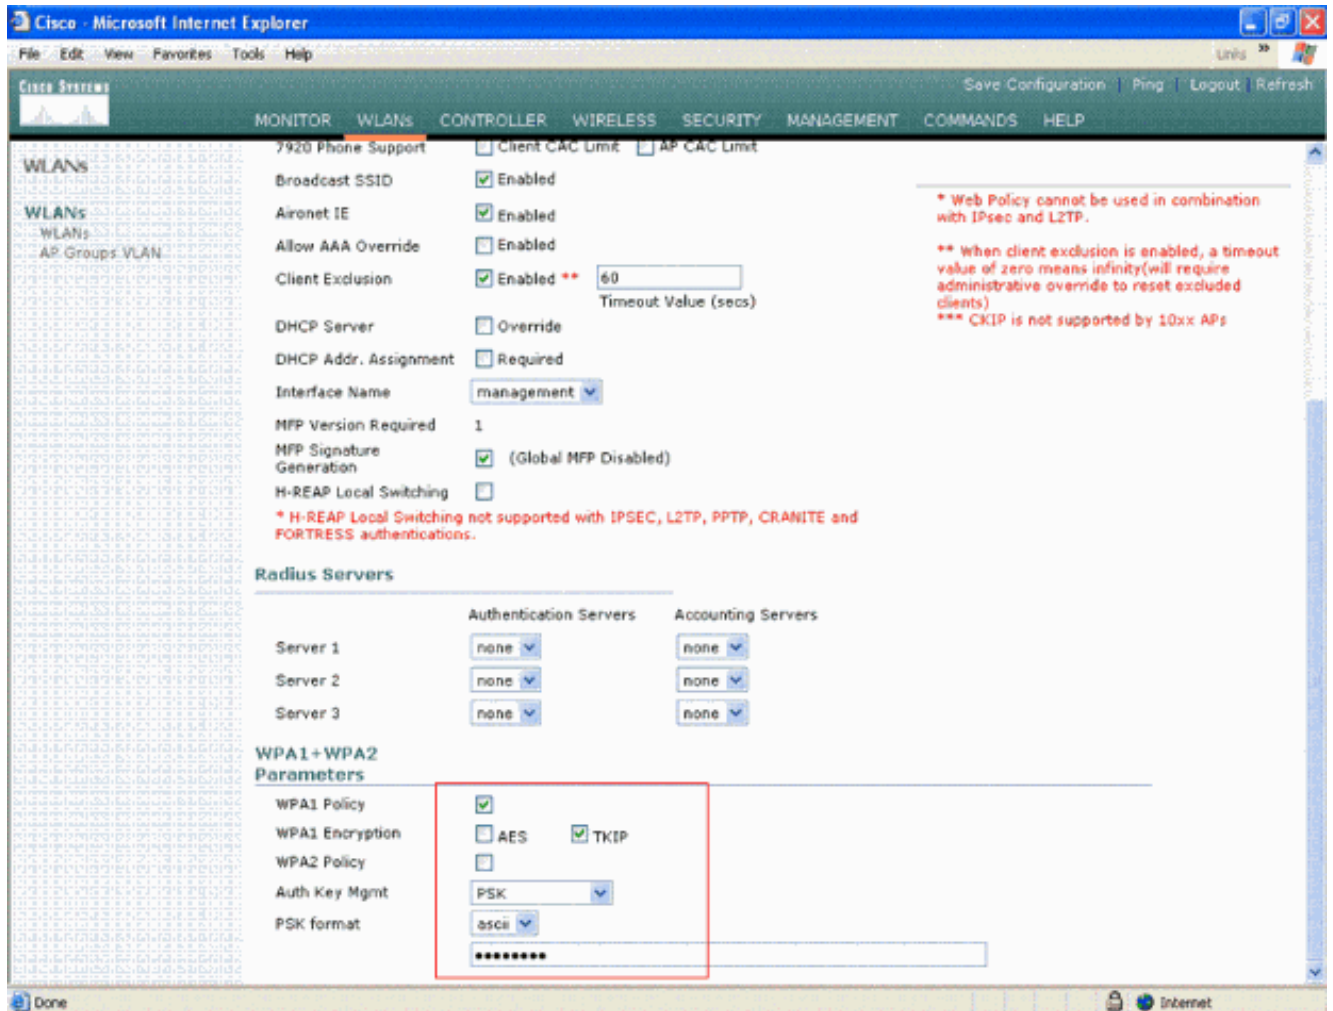 Cisco - Microsoft Internet Explorer
File Edit View Favorites Tools Help Links »
CISCO SYSTEMS
Save Configuration | Ping | Logout | Refresh
MONITOR WLANs CONTROLLER WIRELESS SECURITY MANAGEMENT COMMANDS HELP
WLANs
WLANs
WLANs
AP Groups VLAN
7920 Phone Support Client CAC Limit AP CAC Limit
Broadcast SSID Enabled
Aironet IE Enabled
Allow AAA Override Enabled
Client Exclusion Enabled ** 60
Timeout Value (secs)
DHCP Server Override
DHCP Addr. Assignment Required
Interface Name management
MFP Version Required 1
MFP Signature
Generation (Global MFP Disabled)
H-REAP Local Switching
* H-REAP Local Switching not supported with IPSEC, L2TP, PPTP, CRANITE and
FORTRESS authentications.
* Web Policy cannot be used in combination
with IPsec and L2TP.
** When client exclusion is enabled, a timeout
value of zero means infinity(will require
administrative override to reset excluded
clients)
*** CKIP is not supported by 10xx APs
Radius Servers
Authentication Servers Accounting Servers
Server 1 none none
Server 2 none none
Server 3 none none
WPA1+WPA2
Parameters
WPA1 Policy
WPA1 Encryption AES TKIP
WPA2 Policy
Auth Key Mgmt PSK
PSK format ascii
••••••••
Done Internet